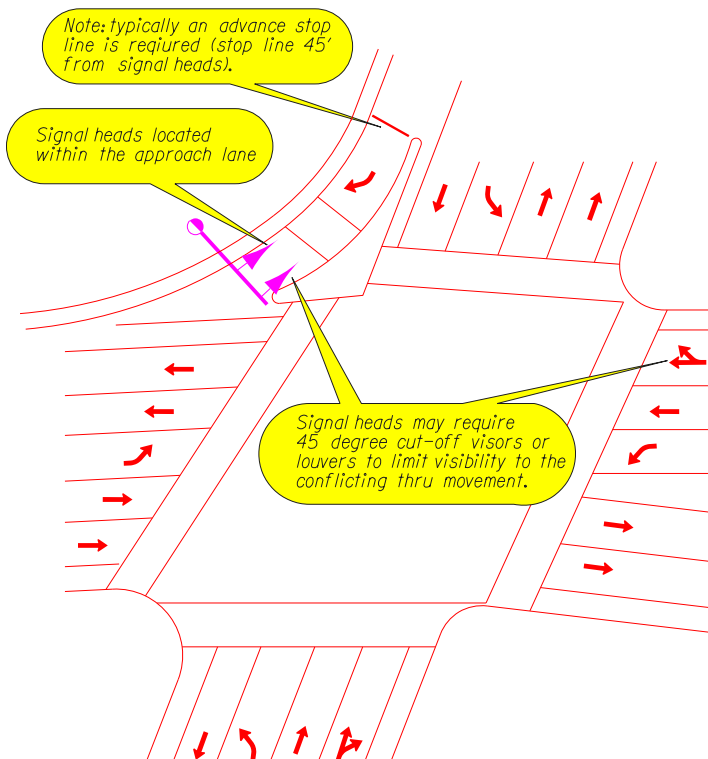 Note: typically an advance stop
line is reqiured (stop line 45'
from signal heads).
Signal heads located
within the approach lane
Signal heads may require
45 degree cut-off visors or
louvers to limit visibility to the
conflicting thru movement.